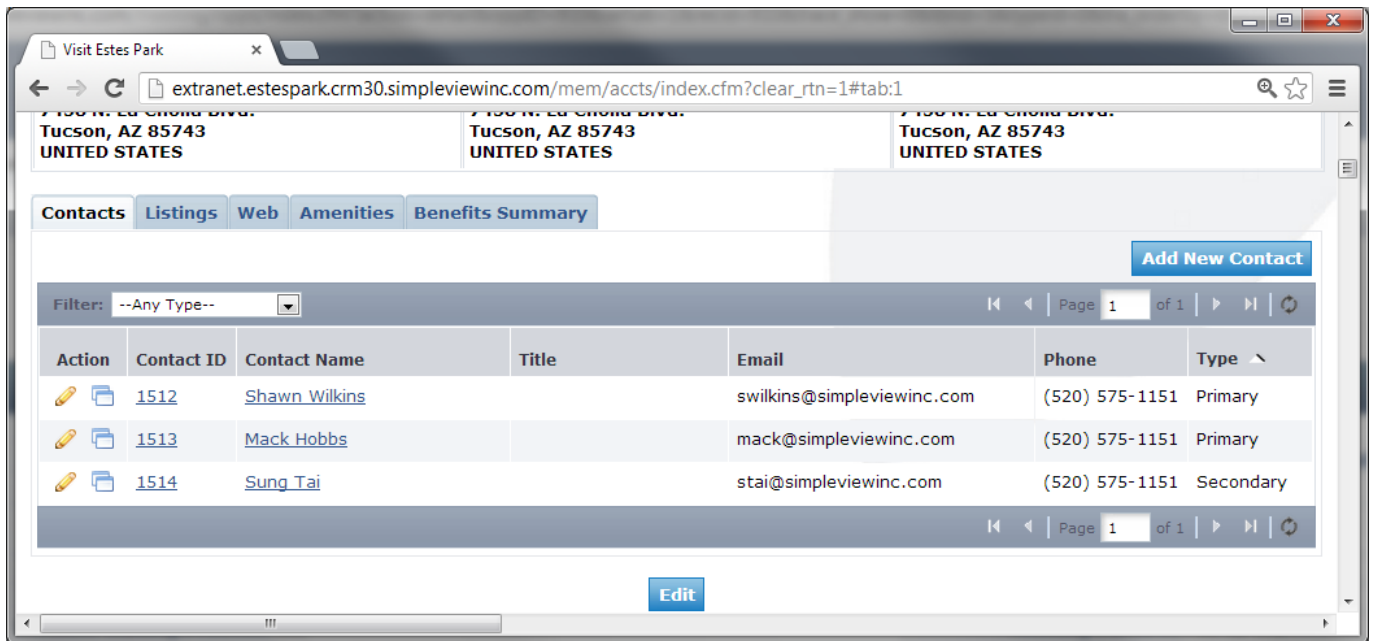 Visit Estes Park
extranet.estespark.crm30.simpleviewinc.com/mem/accts/index.cfm?clear_rtn=1#tab:1
Tucson, AZ 85743 Tucson, AZ 85743 Tucson, AZ 85743
UNITED STATES UNITED STATES UNITED STATES
Contacts Listings Web Amenities Benefits Summary
Add New Contact
Filter: --Any Type-- Page 1 of 1
Action Contact ID Contact Name Title Email Phone Type
1512 Shawn Wilkins swilkins@simpleviewinc.com (520) 575-1151 Primary
1513 Mack Hobbs mack@simpleviewinc.com (520) 575-1151 Primary
1514 Sung Tai stai@simpleviewinc.com (520) 575-1151 Secondary
Page 1 of 1
Edit